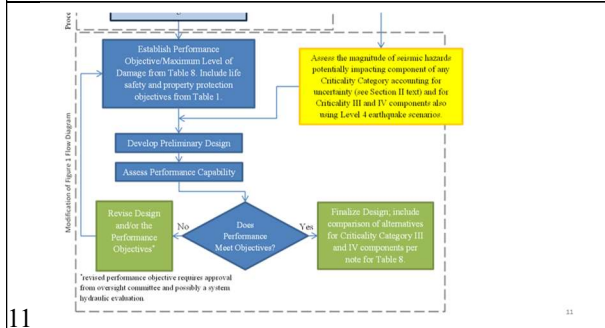 Proce
Establish Performance
Objective/Maximum Level of
Damage from Table 8. Include life
safety and property protection
objectives from Table 1.
Assess the magnitude of seismic hazards
potentially impacting component of any
Criticality Category accounting for
uncertainty (see Section II text) and for
Criticality III and IV components also
using Level 4 earthquake scenarios.
Develop Preliminary Design
Assess Performance Capability
Modification of Figure 1 Flow Diagram
Revise Design
and/or the
Performance
Objectives*
No
Does
Performance
Meet Objectives?
Yes
Finalize Design, include
comparison of alternatives
for Criticality Category III
and IV components per
note for Table 8.
*revised performance objective requires approval
from oversight committee and possibly a system
hydraulic evaluation
11
11